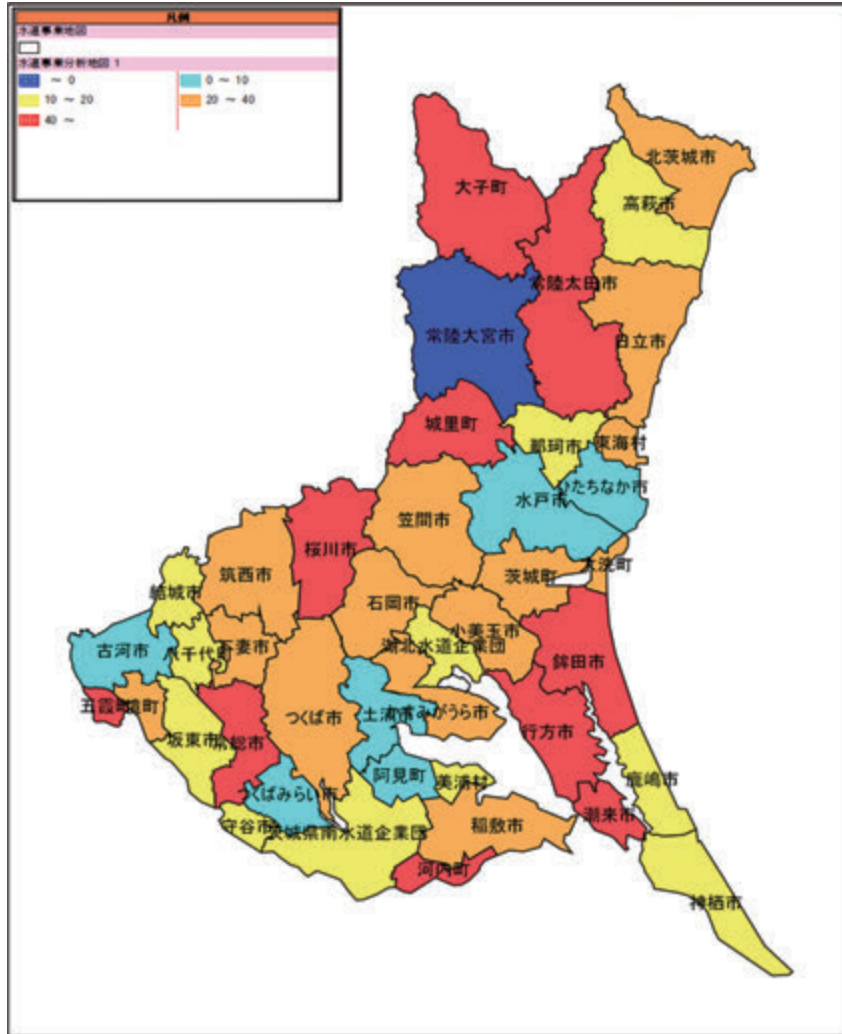 凡例
水道事業地図
水道事業分析地図 1
～ 0
0 ～ 10
10 ～ 20
20 ～ 40
40 ～
北茨城市
大子町
高萩市
常陸太田市
常陸大宮市
日立市
城里町
那珂市
東海村
ひたちなか市
水戸市
笠間市
桜川市
筑西市
茨城町
大洗町
結城市
石岡市
小美玉市
湖北水道企業団
古河市
八千代町
下妻市
鉾田市
五霞町
境町
坂東市
常総市
つくば市
土浦市
かすみがうら市
行方市
阿見町
美浦村
鹿嶋市
つくばみらい市
守谷市
茨城県南水道企業団
稲敷市
潮来市
河内町
神栖市